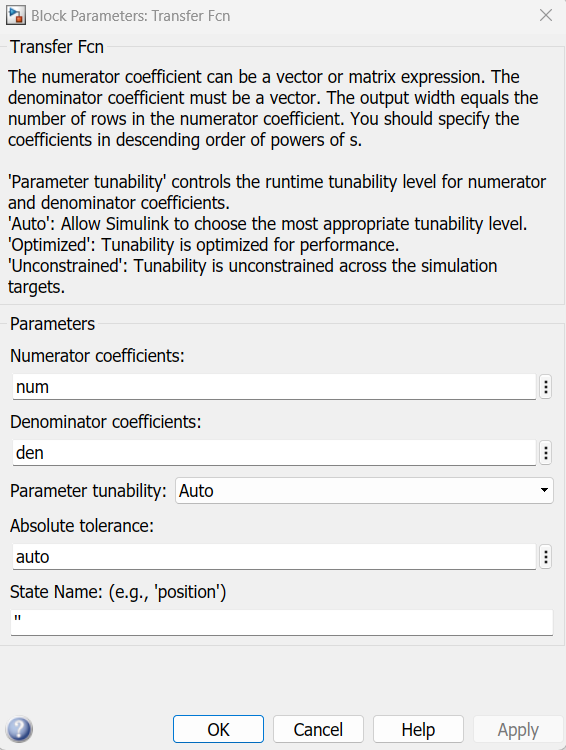 Block Parameters: Transfer Fcn
Transfer Fcn
The numerator coefficient can be a vector or matrix expression. The
denominator coefficient must be a vector. The output width equals the
number of rows in the numerator coefficient. You should specify the
coefficients in descending order of powers of s.
'Parameter tunability' controls the runtime tunability level for numerator
and denominator coefficients.
'Auto': Allow Simulink to choose the most appropriate tunability level.
'Optimized': Tunability is optimized for performance.
'Unconstrained': Tunability is unconstrained across the simulation
targets.
Parameters
Numerator coefficients:
num
Denominator coefficients:
den
Parameter tunability: Auto
Absolute tolerance:
auto
State Name: (e.g., 'position')
''
? OK Cancel Help Apply